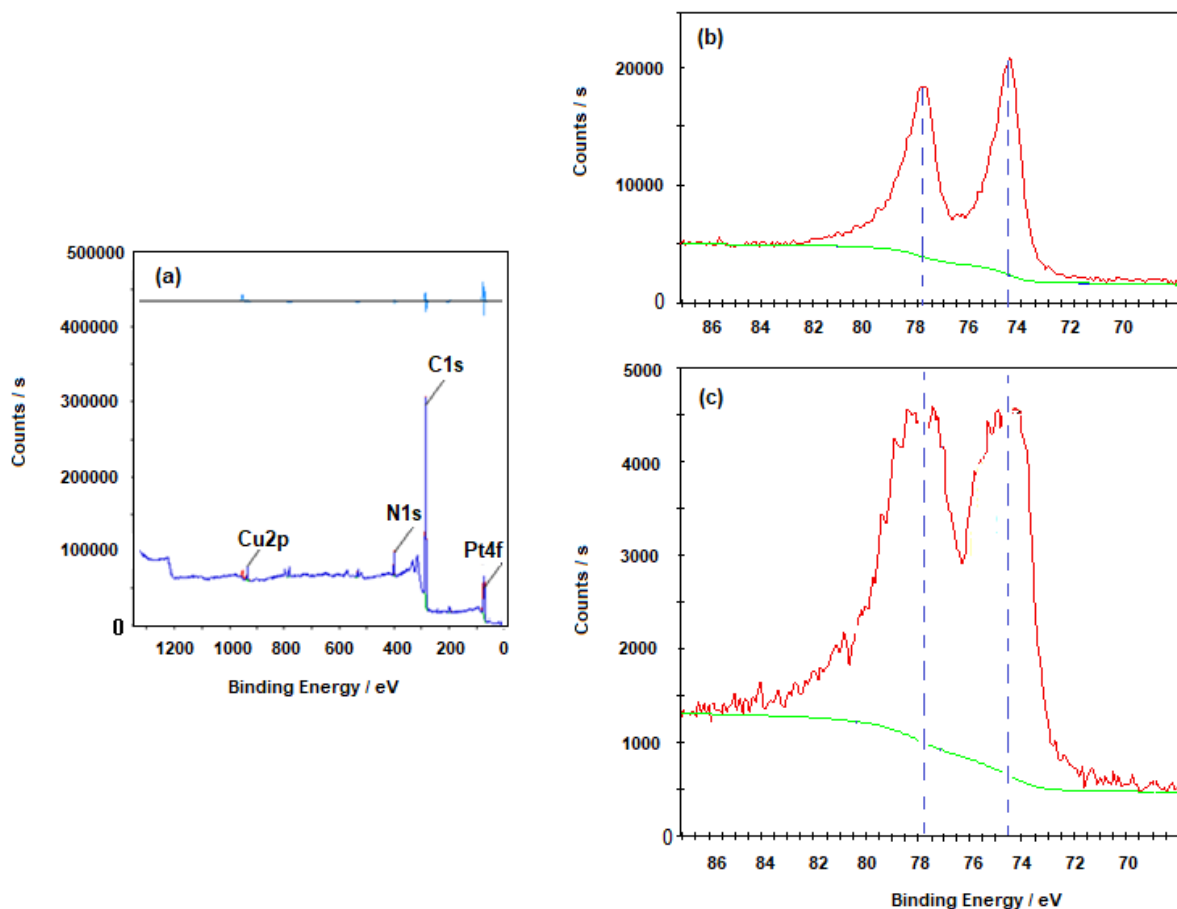 (a)
500000
400000
300000
200000
100000
0
Counts / s
C1s
N1s
Cu2p
Pt4f
1200 1000 800 600 400 200 0
Binding Energy / eV
(b)
20000
10000
0
Counts / s
86 84 82 80 78 76 74 72 70
(c)
5000
4000
3000
2000
1000
0
Counts / s
86 84 82 80 78 76 74 72 70
Binding Energy / eV